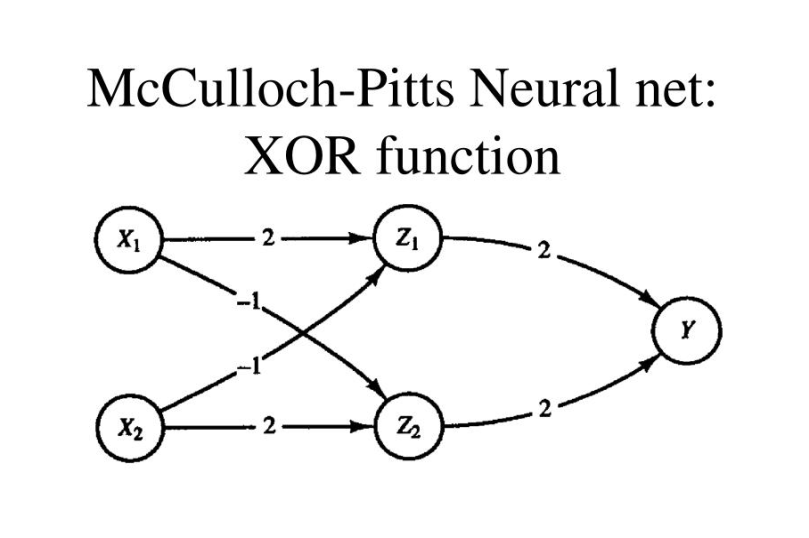 McCulloch-Pitts Neural net:
XOR function
X₁ 2 Z₁ 2
-1
Y
-1
X₂ 2 Z₂ 2